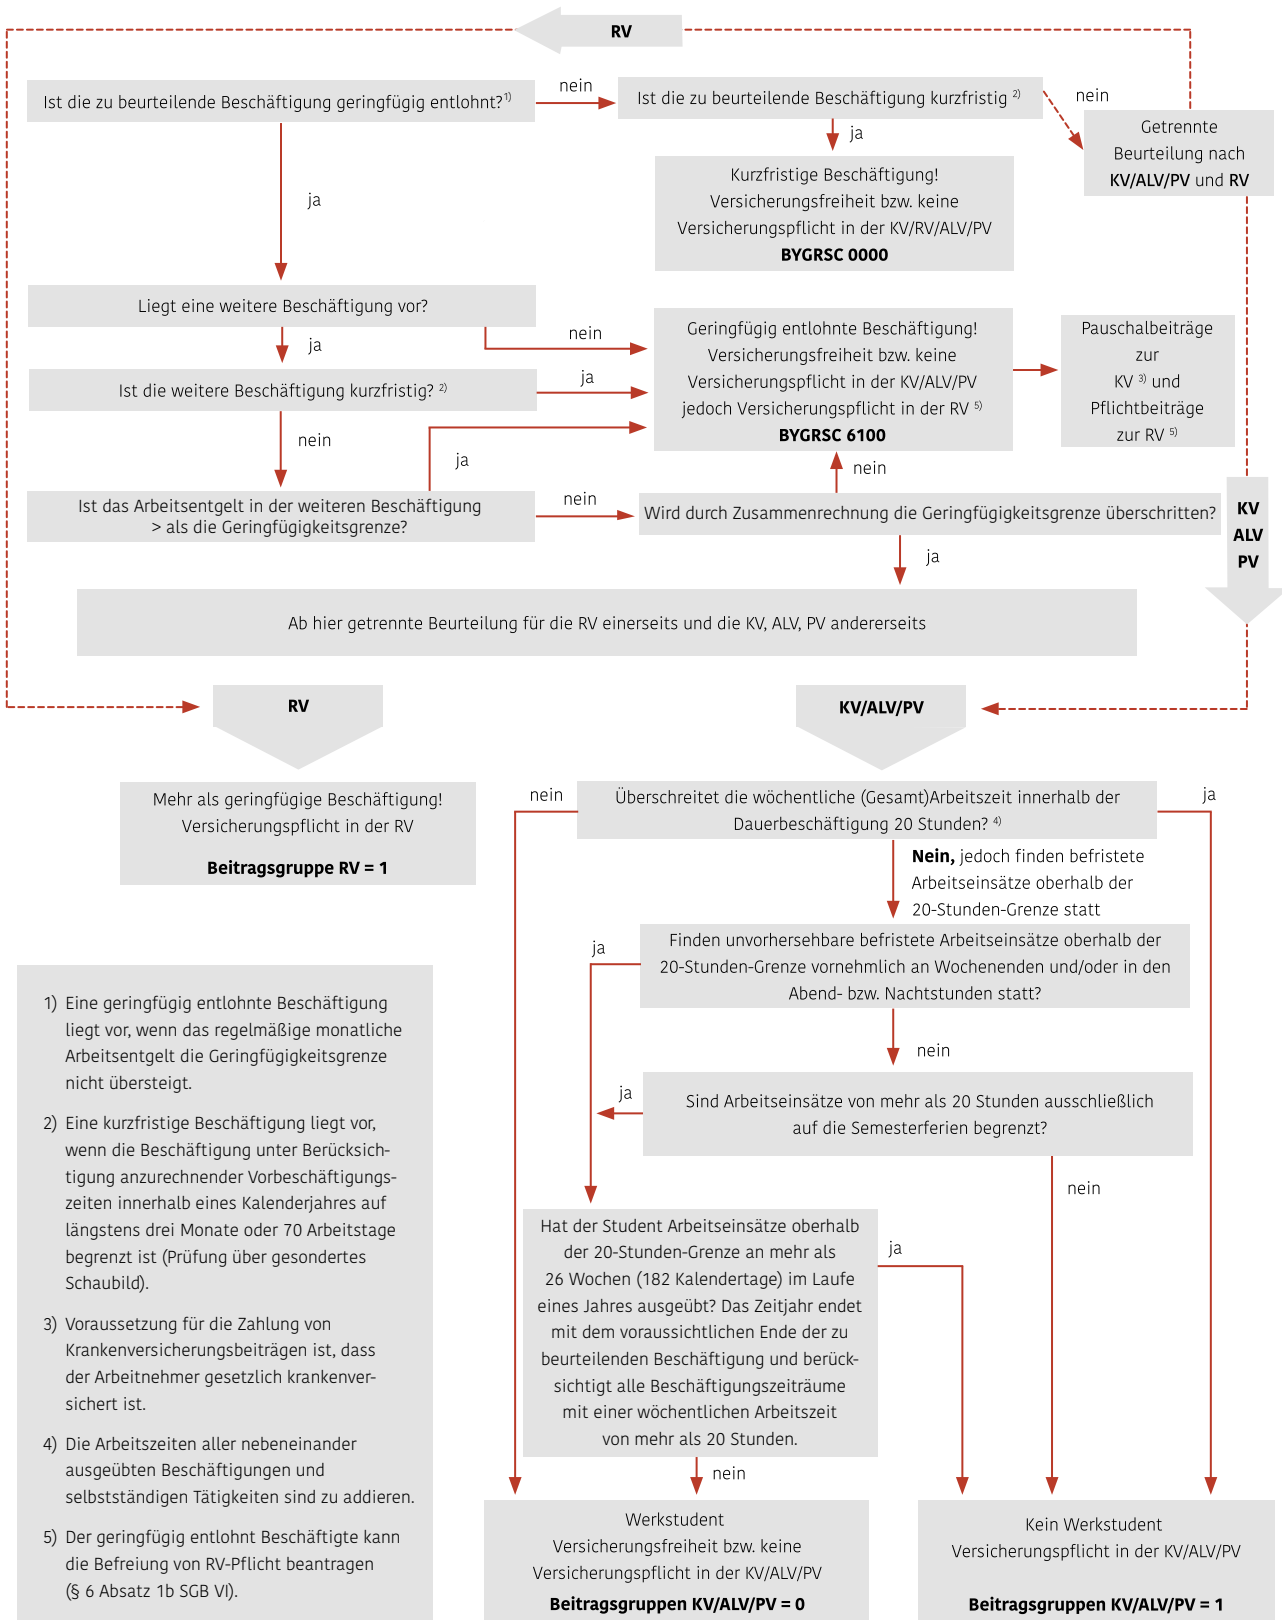 RV
Ist die zu beurteilende Beschäftigung geringfügig entlohnt?1)
nein
Ist die zu beurteilende Beschäftigung kurzfristig 2)
nein
ja
Getrennte
Beurteilung nach
KV/ALV/PV und RV
Kurzfristige Beschäftigung!
Versicherungsfreiheit bzw. keine
Versicherungspflicht in der KV/RV/ALV/PV
BYGRSC 0000
ja
Liegt eine weitere Beschäftigung vor?
nein
ja
Ist die weitere Beschäftigung kurzfristig? 2)
ja
nein
Geringfügig entlohnte Beschäftigung!
Versicherungsfreiheit bzw. keine
Versicherungspflicht in der KV/ALV/PV
jedoch Versicherungspflicht in der RV 5)
BYGRSC 6100
Pauschalbeiträge
zur
KV 3) und
Pflichtbeiträge
zur RV 5)
ja
nein
Ist das Arbeitsentgelt in der weiteren Beschäftigung
> als die Geringfügigkeitsgrenze?
nein
Wird durch Zusammenrechnung die Geringfügigkeitsgrenze überschritten?
KV
ALV
PV
ja
Ab hier getrennte Beurteilung für die RV einerseits und die KV, ALV, PV andererseits
RV
KV/ALV/PV
Mehr als geringfügige Beschäftigung!
Versicherungspflicht in der RV
Beitragsgruppe RV = 1
nein
Überschreitet die wöchentliche (Gesamt)Arbeitszeit innerhalb der
Dauerbeschäftigung 20 Stunden? 4)
ja
Nein, jedoch finden befristete
Arbeitseinsätze oberhalb der
20-Stunden-Grenze statt
ja
Finden unvorhersehbare befristete Arbeitseinsätze oberhalb der
20-Stunden-Grenze vornehmlich an Wochenenden und/oder in den
Abend- bzw. Nachtstunden statt?
nein
ja
Sind Arbeitseinsätze von mehr als 20 Stunden ausschließlich
auf die Semesterferien begrenzt?
nein
Hat der Student Arbeitseinsätze oberhalb
der 20-Stunden-Grenze an mehr als
26 Wochen (182 Kalendertage) im Laufe
eines Jahres ausgeübt? Das Zeitjahr endet
mit dem voraussichtlichen Ende der zu
beurteilenden Beschäftigung und berück-
sichtigt alle Beschäftigungszeiträume
mit einer wöchentlichen Arbeitszeit
von mehr als 20 Stunden.
ja
nein
Werkstudent
Versicherungsfreiheit bzw. keine
Versicherungspflicht in der KV/ALV/PV
Beitragsgruppen KV/ALV/PV = 0
Kein Werkstudent
Versicherungspflicht in der KV/ALV/PV
Beitragsgruppen KV/ALV/PV = 1
1) Eine geringfügig entlohnte Beschäftigung
liegt vor, wenn das regelmäßige monatliche
Arbeitsentgelt die Geringfügigkeitsgrenze
nicht übersteigt.
2) Eine kurzfristige Beschäftigung liegt vor,
wenn die Beschäftigung unter Berücksich-
tigung anzurechnender Vorbeschäftigungs-
zeiten innerhalb eines Kalenderjahres auf
längstens drei Monate oder 70 Arbeitstage
begrenzt ist (Prüfung über gesondertes
Schaubild).
3) Voraussetzung für die Zahlung von
Krankenversicherungsbeiträgen ist, dass
der Arbeitnehmer gesetzlich krankenver-
sichert ist.
4) Die Arbeitszeiten aller nebeneinander
ausgeübten Beschäftigungen und
selbstständigen Tätigkeiten sind zu addieren.
5) Der geringfügig entlohnt Beschäftigte kann
die Befreiung von RV-Pflicht beantragen
(§ 6 Absatz 1b SGB VI).